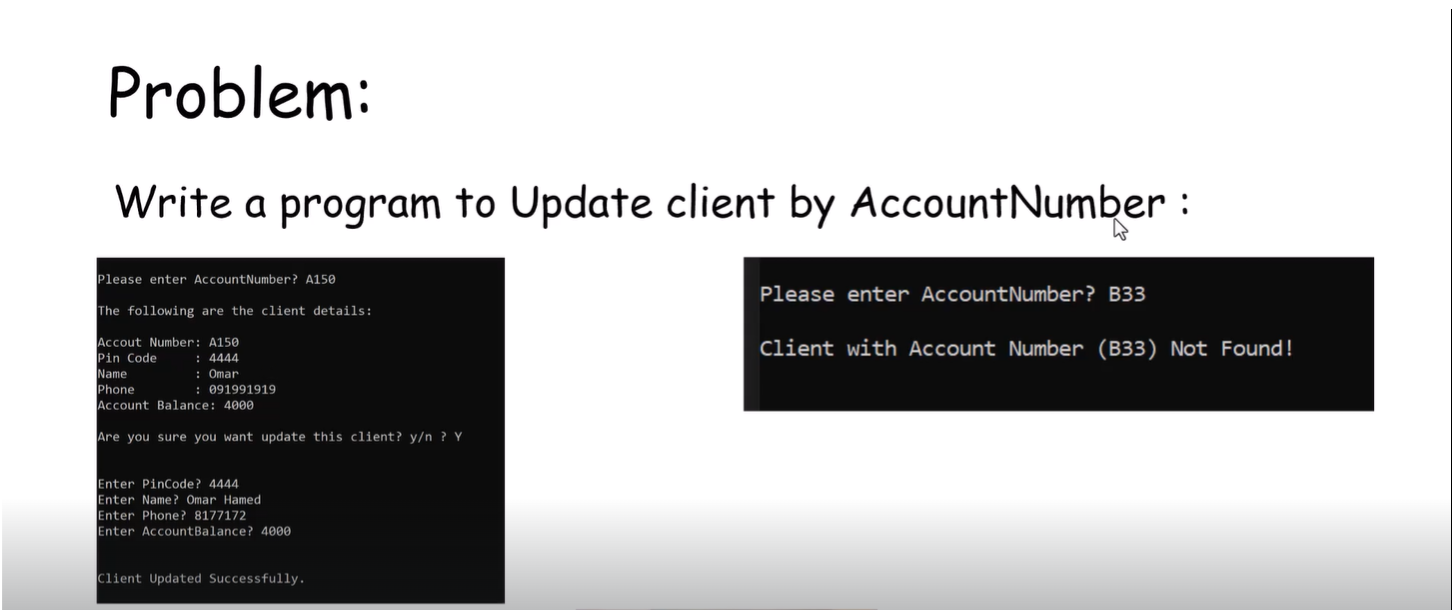 Problem:
Write a program to Update client by AccountNumber :
Please enter AccountNumber? A150
The following are the client details:
Accout Number: A150
Pin Code     : 4444
Name         : Omar
Phone        : 091991919
Account Balance: 4000
Are you sure you want update this client? y/n ? Y
Enter PinCode? 4444
Enter Name? Omar Hamed
Enter Phone? 8177172
Enter AccountBalance? 4000
Client Updated Successfully.
Please enter AccountNumber? B33
Client with Account Number (B33) Not Found!